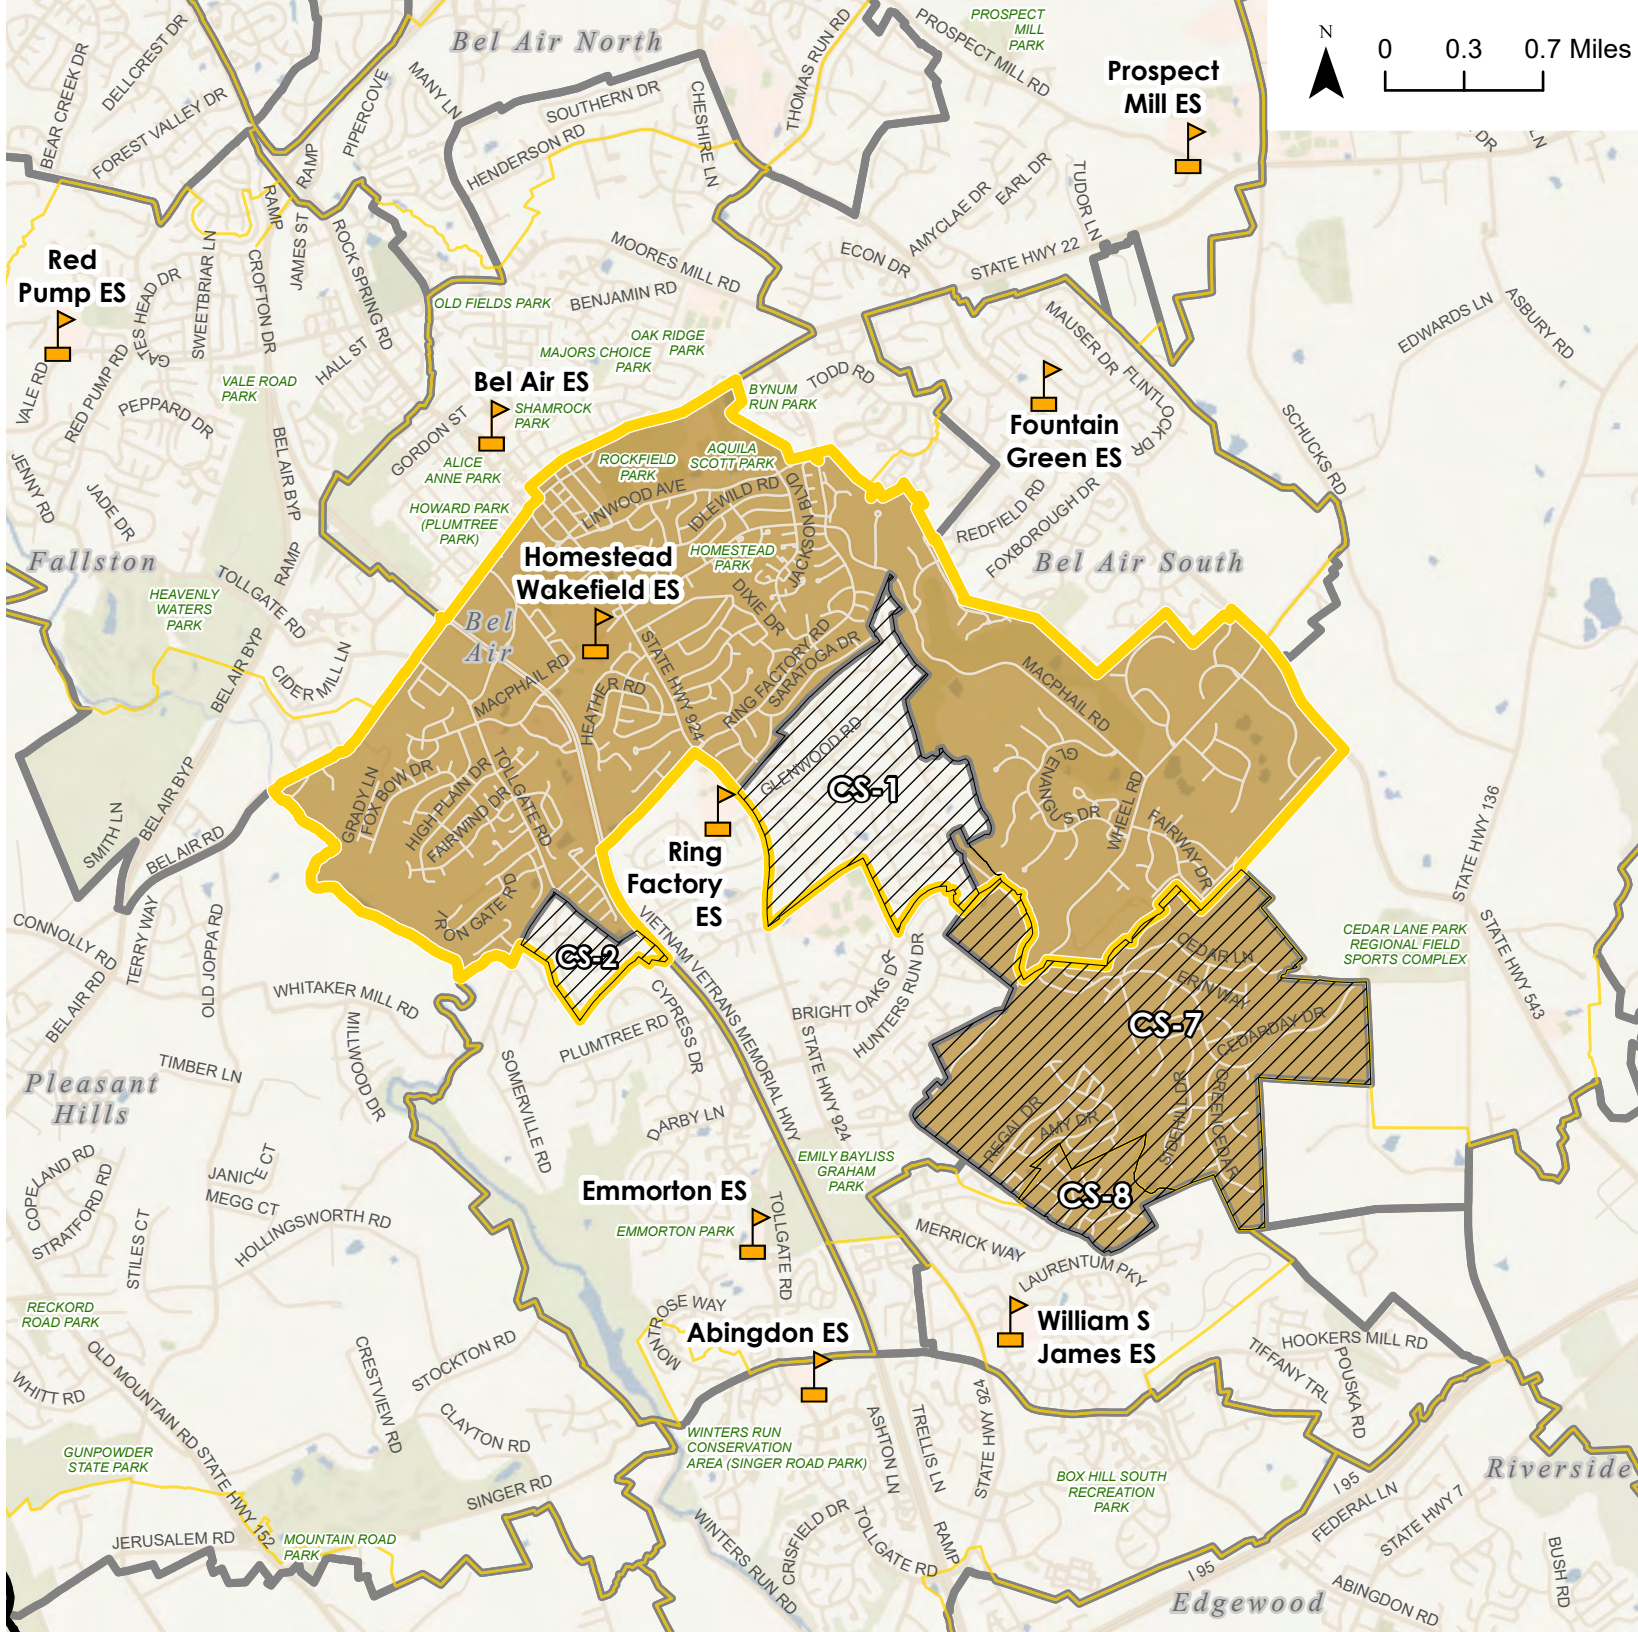 Bel Air North
PROSPECT
MILL
PARK
N
0 0.3 0.7 Miles
BEAR CREEK DR
DELLCREST DR
FOREST VALLEY DR
PIPERCOVE
MANY LN
SOUTHERN DR
HENDERSON RD
CHESHIRE LN
THOMAS RUN RD
PROSPECT MILL RD
Prospect
Mill ES
DR
LN
RAMP
RAMP
JAMES ST
ROCK SPRING RD
SWEETBRIAR LN
CROFTON DR
MOORES MILL RD
BENJAMIN RD
ECON DR
AMYCLAE DR
EARL DR
TUDOR LN
STATE HWY 22
Red
Pump ES
GATES HEAD DR
OLD FIELDS PARK
OAK RIDGE
PARK
MAJORS CHOICE
PARK
MAUSER DR
FLINTLOCK DR
EDWARDS LN
ASBURY RD
VALE RD
RED PUMP RD
HALL ST
VALE ROAD
PARK
PEPPARD DR
Bel Air ES
SHAMROCK
PARK
BYNUM
RUN PARK
TODD RD
Fountain
Green ES
SCHUCKS RD
GORDON ST
ALICE
ANNE PARK
BEL AIR BYP
JENNY RD
JADE DR
HOWARD PARK
(PLUMTREE
PARK)
ROCKFIELD
PARK
AQUILA
SCOTT PARK
LINWOOD AVE
IDLEWILD RD
JACKSON BLVD
REDFIELD RD
FOXBOROUGH DR
Bel Air South
Fallston
RAMP
TOLLGATE RD
HEAVENLY
WATERS
PARK
Homestead
Wakefield ES
HOMESTEAD
PARK
DIXIE DR
Bel
Air
BEL AIR BYP
CIDER MILL LN
MACPHAIL RD
HEATHER RD
STATE HWY 924
RING FACTORY RD
SARATOGA DR
MACPHAIL RD
GLENWOOD RD
CS-1
GLENANGUS DR
WHEEL RD
FAIRWAY DR
SMITH LN
BEL AIR BYP
BELAIR RD
GRADY LN
FOX BOW DR
HIGH PLAIN DR
FAIRWIND DR
TOLLGATE RD
IRON GATE RD
Ring
Factory
ES
STATE HWY 136
CONNOLLY RD
TERRY WAY
OLD JOPPA RD
BELAIR RD
WHITAKER MILL RD
CS-2
VIETNAM VETRANS MEMORIAL HWY
CEDAR LANE PARK
REGIONAL FIELD
SPORTS COMPLEX
STATE HWY 543
CEDAR LN
ERIN WAY
CS-7
CEDARDAY DR
MILLWOOD DR
PLUMTREE RD
CYPRESS DR
BRIGHT OAKS DR
HUNTERS RUN DR
STATE HWY 924
TIMBER LN
Pleasant
Hills
SOMERVILLE RD
DARBY LN
REGAL DR
AMY DR
SIDEHILL DR
GREENCEDAR
COPELAND RD
STRATFORD RD
JANICE CT
MEGG CT
STILES CT
HOLLINGSWORTH RD
EMILY BAYLISS
GRAHAM
PARK
Emmorton ES
EMMORTON PARK
TOLLGATE RD
CS-8
MERRICK WAY
LAURENTUM PKY
RECKORD
ROAD PARK
MONTROSE WAY
Abingdon ES
William S
James ES
HOOKERS MILL RD
TIFFANY TRL
POUSKA RD
OLD MOUNTAIN RD
WHITT RD
CRESTVIEW RD
STOCKTON RD
CLAYTON RD
STATE HWY 152
SINGER RD
GUNPOWDER
STATE PARK
WINTERS RUN
CONSERVATION
AREA (SINGER ROAD PARK)
ASHTON LN
TRELLIS LN
STATE HWY 924
BOX HILL SOUTH
RECREATION
PARK
I 95
FEDERAL LN
STATE HWY 7
Riverside
JERUSALEM RD
MOUNTAIN ROAD
PARK
WINTERS RUN RD
CRISFIELD DR
TOLLGATE RD
RAMP
I 95
Edgewood
ABINGDON RD
BUSH RD